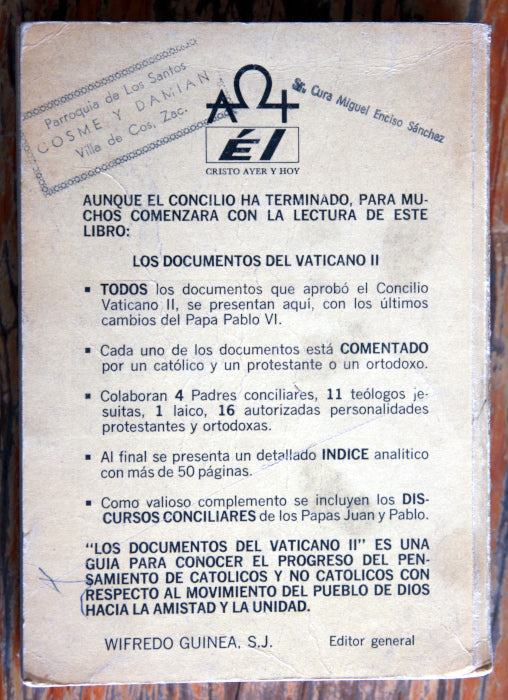 Parroquia de Los Santos
COSME Y DAMIAN
Villa de Cos, Zac.
Sr. Cura Miguel Enciso Sánchez
ÉL
CRISTO AYER Y HOY
AUNQUE EL CONCILIO HA TERMINADO, PARA MU-
CHOS COMENZARA CON LA LECTURA DE ESTE
LIBRO:
LOS DOCUMENTOS DEL VATICANO II
▪ TODOS los documentos que aprobó el Concilio
Vaticano II, se presentan aquí, con los últimos
cambios del Papa Pablo VI.
▪ Cada uno de los documentos está COMENTADO
por un católico y un protestante o un ortodoxo.
▪ Colaboran 4 Padres conciliares, 11 teólogos je-
suitas, 1 laico, 16 autorizadas personalidades
protestantes y ortodoxas.
▪ Al final se presenta un detallado INDICE analítico
con más de 50 páginas.
▪ Como valioso complemento se incluyen los DIS-
CURSOS CONCILIARES de los Papas Juan y Pablo.
"LOS DOCUMENTOS DEL VATICANO II" ES UNA
GUIA PARA CONOCER EL PROGRESO DEL PEN-
SAMIENTO DE CATOLICOS Y NO CATOLICOS CON
RESPECTO AL MOVIMIENTO DEL PUEBLO DE DIOS
HACIA LA AMISTAD Y LA UNIDAD.
WIFREDO GUINEA, S.J. Editor general